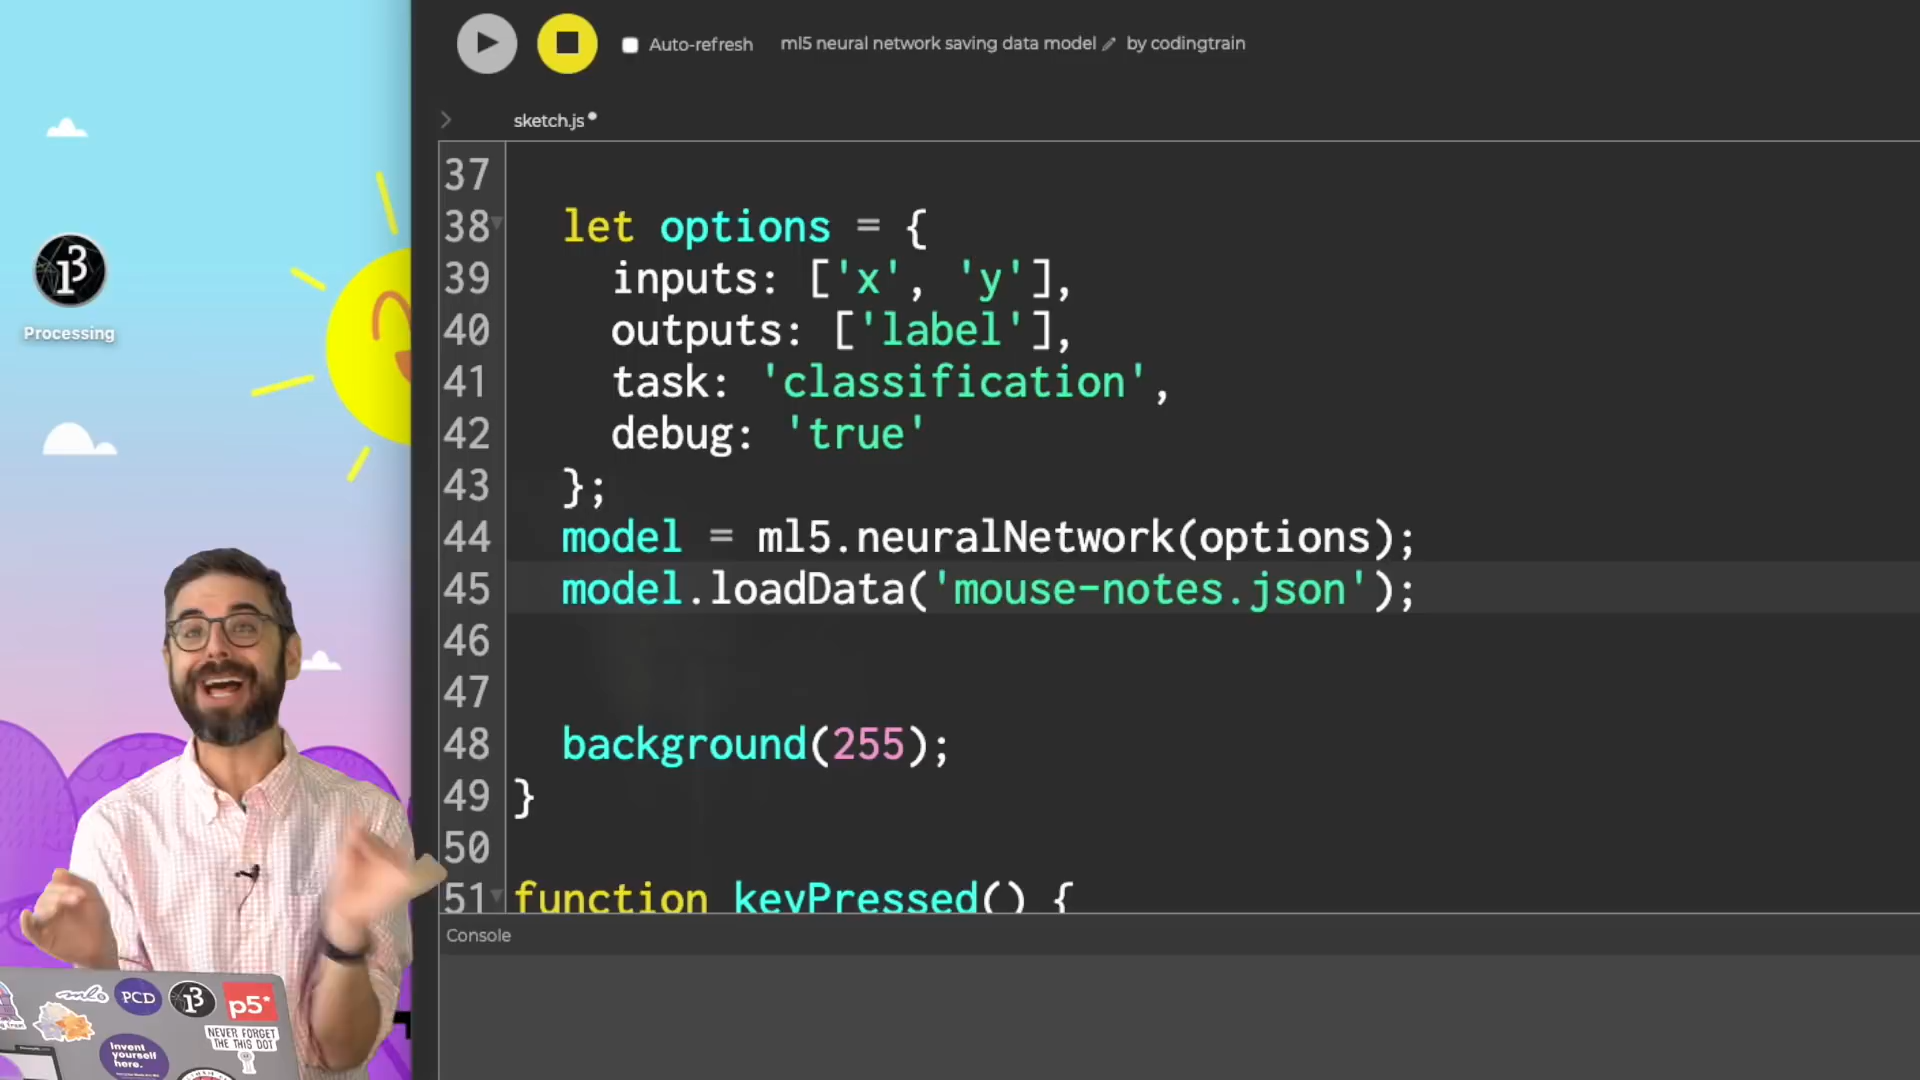 Auto-refresh
ml5 neural network saving data model
by codingtrain
sketch.js
37
38 let options = {
39 inputs: ['x', 'y'],
40 outputs: ['label'],
41 task: 'classification',
42 debug: 'true'
43 };
44 model = ml5.neuralNetwork(options);
45 model.loadData('mouse-notes.json');
46
47
48 background(255);
49 }
50
51 function keyPressed() {
Console
Processing
PCD
p5*
NEVER FORGET
THE THIS DOT
Invent
yourself
here.